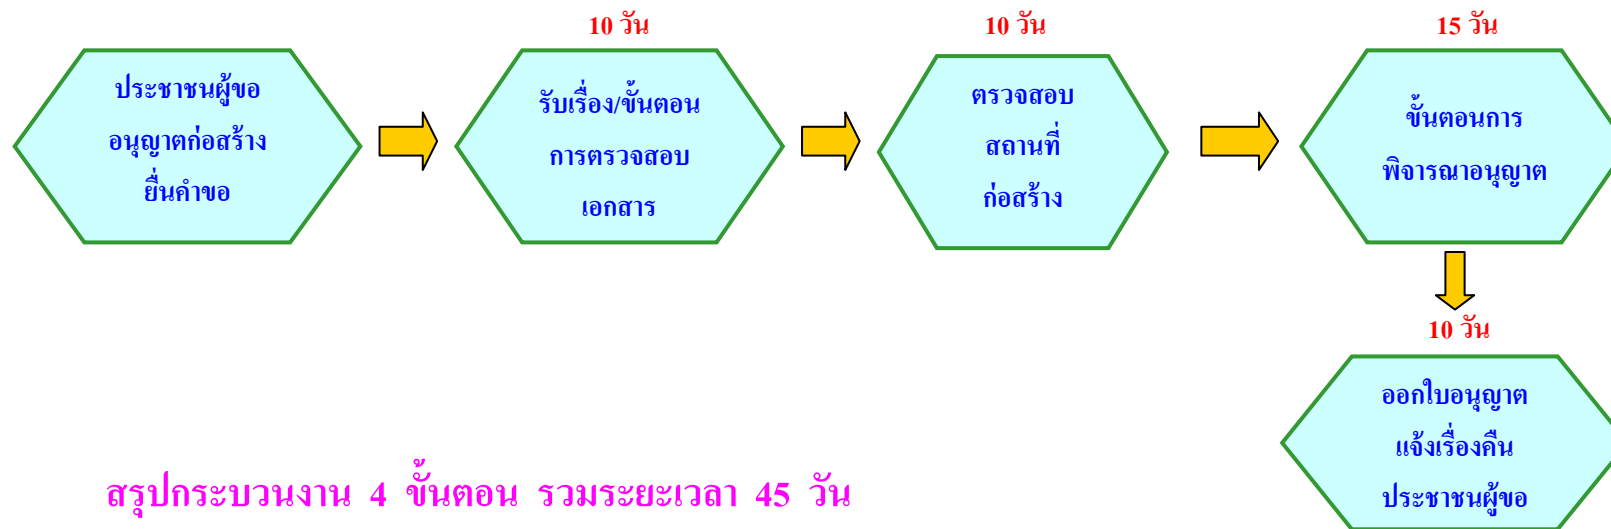 ประชาชนผู้ขอ
อนุญาตก่อสร้าง
ยื่นคำขอ
10 วัน
รับเรื่อง/ขั้นตอน
การตรวจสอบ
เอกสาร
10 วัน
ตรวจสอบ
สถานที่
ก่อสร้าง
15 วัน
ขั้นตอนการ
พิจารณาอนุญาต
10 วัน
ออกใบอนุญาต
แจ้งเรื่องคืน
ประชาชนผู้ขอ
สรุปกระบวนงาน 4 ขั้นตอน รวมระยะเวลา 45 วัน